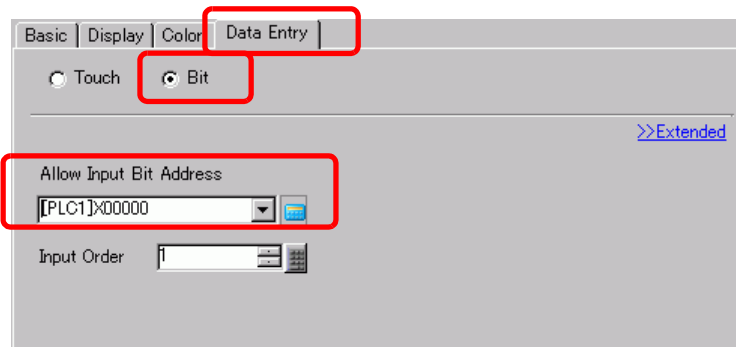 Basic Display Color Data Entry
Touch Bit
>>Extended
Allow Input Bit Address
[PLC1]X00000
Input Order 1